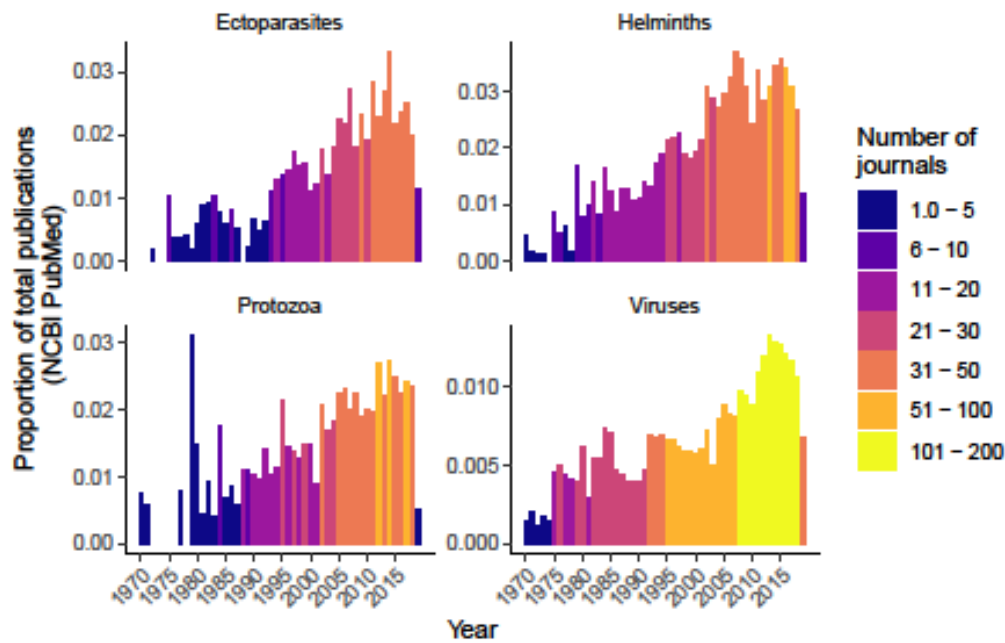 Ectoparasites
Helminths
0.03
0.02
0.01
0.00
0.03
0.02
0.01
0.00
Protozoa
Viruses
0.03
0.02
0.01
0.00
0.010
0.005
0.000
1970
1975
1980
1985
1990
1995
2000
2005
2010
2015
1970
1975
1980
1985
1990
1995
2000
2005
2010
2015
Year
Proportion of total publications
(NCBI PubMed)
Number of
journals
1.0 – 5
6 – 10
11 – 20
21 – 30
31 – 50
51 – 100
101 – 200